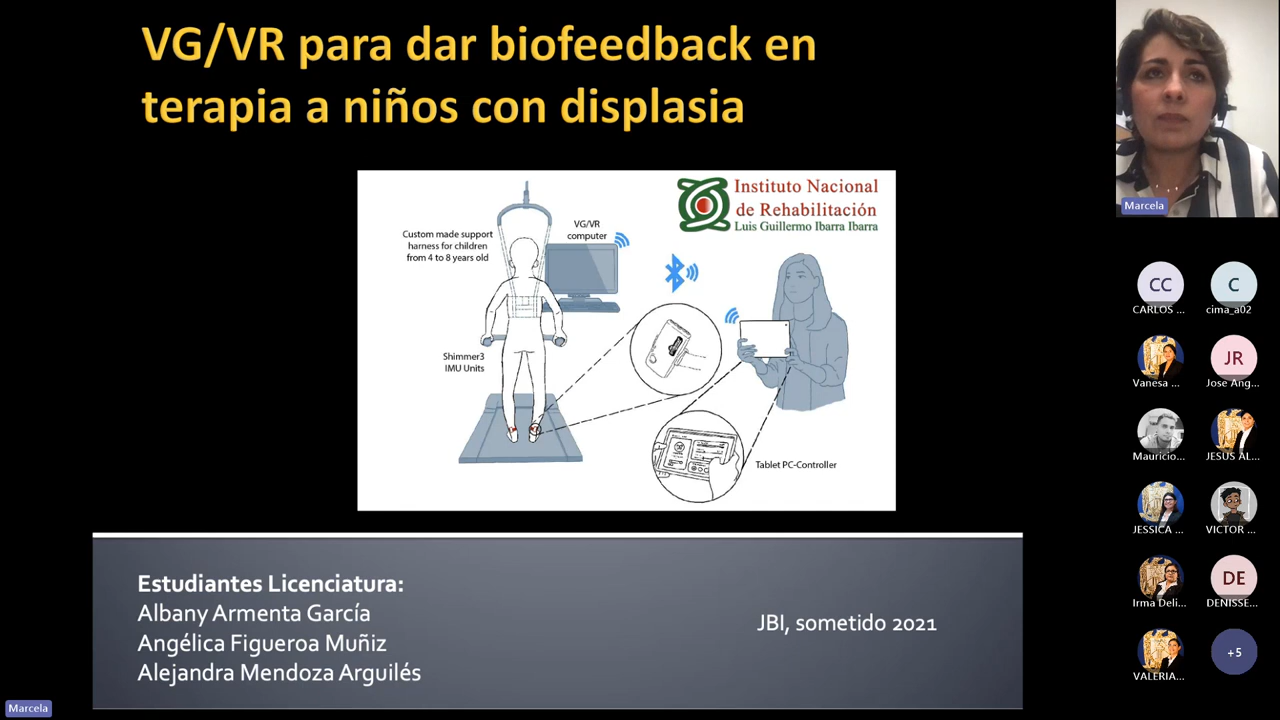 VG/VR para dar biofeedback en
terapia a niños con displasia
Instituto Nacional
de Rehabilitación
Luis Guillermo Ibarra Ibarra
Custom made support
harness for children
from 4 to 8 years old
VG/VR
computer
Shimmer3
IMU Units
Tablet PC-Controller
Estudiantes Licenciatura:
Albany Armenta García
Angélica Figueroa Muñiz
Alejandra Mendoza Arguilés
JBI, sometido 2021
Marcela
Marcela
CC
CARLOS ...
C
cima_a02
Vanesa ...
JR
Jose Ang...
Mauricio...
JESUS AL...
JESSICA ...
VICTOR ...
Irma Deli...
DE
DENISSE...
VALERIA...
+5